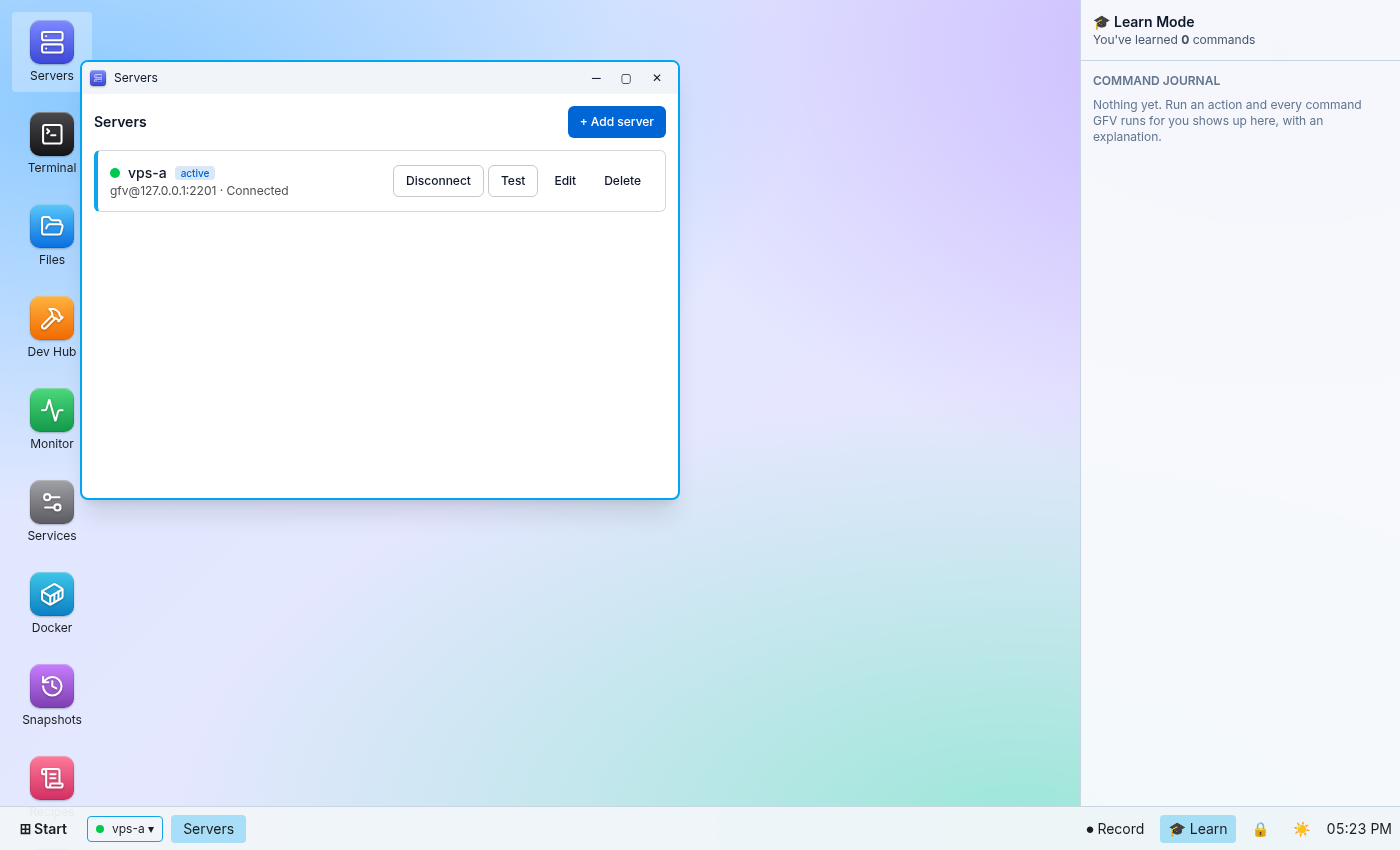 Servers
Terminal
Files
Dev Hub
Monitor
Services
Docker
Snapshots
Servers
Servers
+ Add server
vps-a active
gfv@127.0.0.1:2201 · Connected
Disconnect Test Edit Delete
🎓 Learn Mode
You've learned 0 commands
COMMAND JOURNAL
Nothing yet. Run an action and every command
GFV runs for you shows up here, with an
explanation.
Start vps-a ▾ Servers ● Record 🎓 Learn 05:23 PM